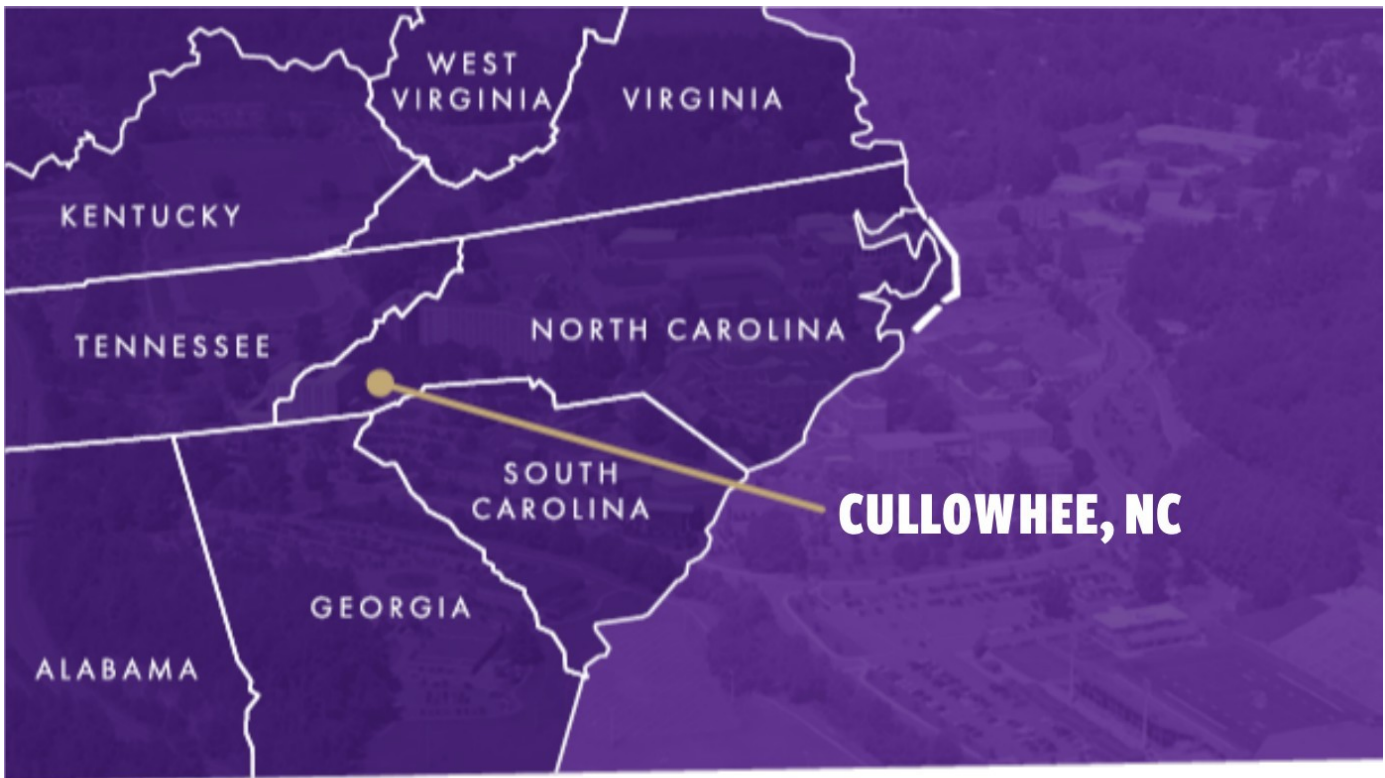 WEST
VIRGINIA
VIRGINIA
KENTUCKY
TENNESSEE
NORTH CAROLINA
SOUTH
CAROLINA
CULLOWHEE, NC
GEORGIA
ALABAMA